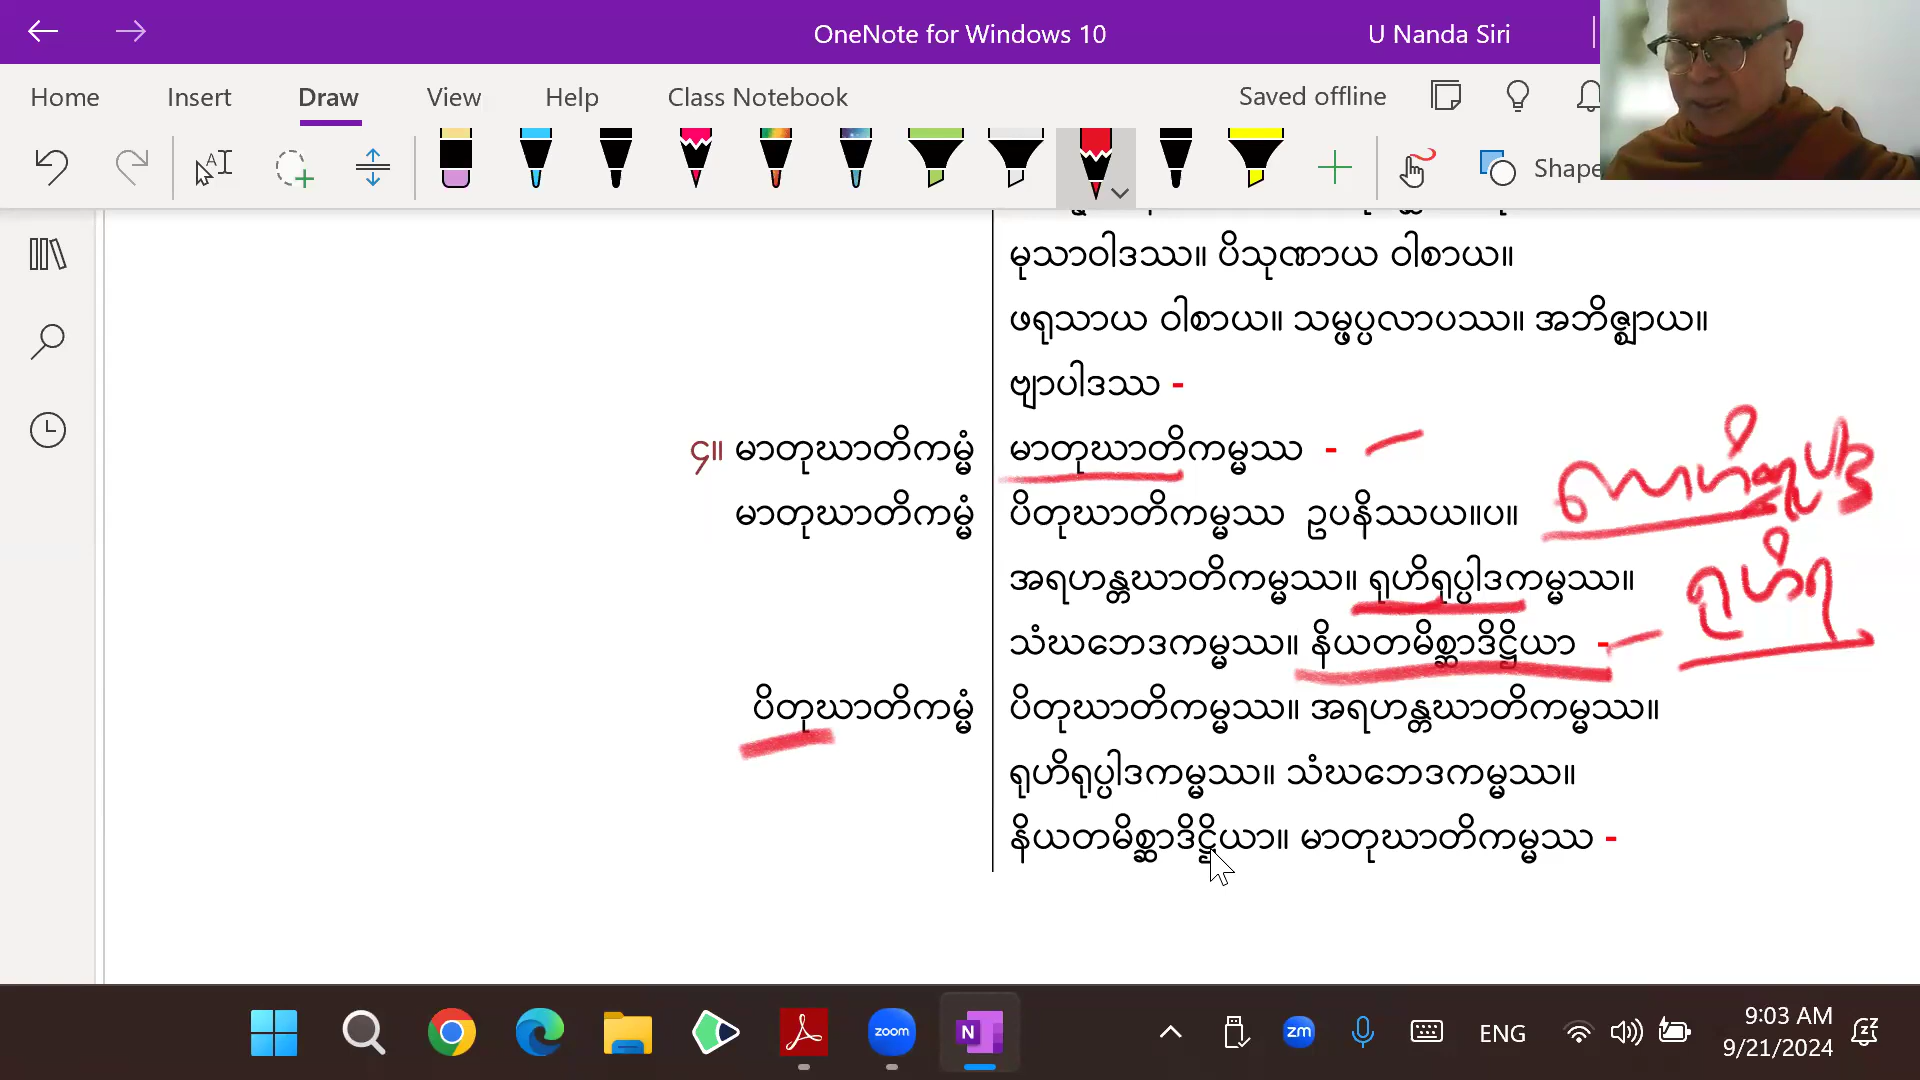 OneNote for Windows 10
U Nanda Siri
Home Insert Draw View Help Class Notebook
Saved offline
Shape
မုသာဝါဒဿ။ ပိသုဏာယ ဝါစာယ။
ဖရုသာယ ဝါစာယ။ သမ္ဖပ္ပလာပဿ။ အဘိဇ္ဈာယ။
ဗျာပါဒဿ -
၄။ မာတုဃာတိကမ္မံ မာတုဃာတိကမ္မဿ -
မာတုဃာတိကမ္မံ ပိတုဃာတိကမ္မဿ ဥပနိဿယ။ပ။
အရဟန္တဃာတိကမ္မဿ။ ရုဟိရုပ္ပါဒကမ္မဿ။
ရုဟိရ
သံဃဘေဒကမ္မဿ။ နိယတမိစ္ဆာဒိဋ္ဌိယာ -
ပိတုဃာတိကမ္မံ ပိတုဃာတိကမ္မဿ။ အရဟန္တဃာတိကမ္မဿ။
ရုဟိရုပ္ပါဒကမ္မဿ။ သံဃဘေဒကမ္မဿ။
နိယတမိစ္ဆာဒိဋ္ဌိယာ။ မာတုဃာတိကမ္မဿ -
zoom
N
zm
ENG
9:03 AM
9/21/2024